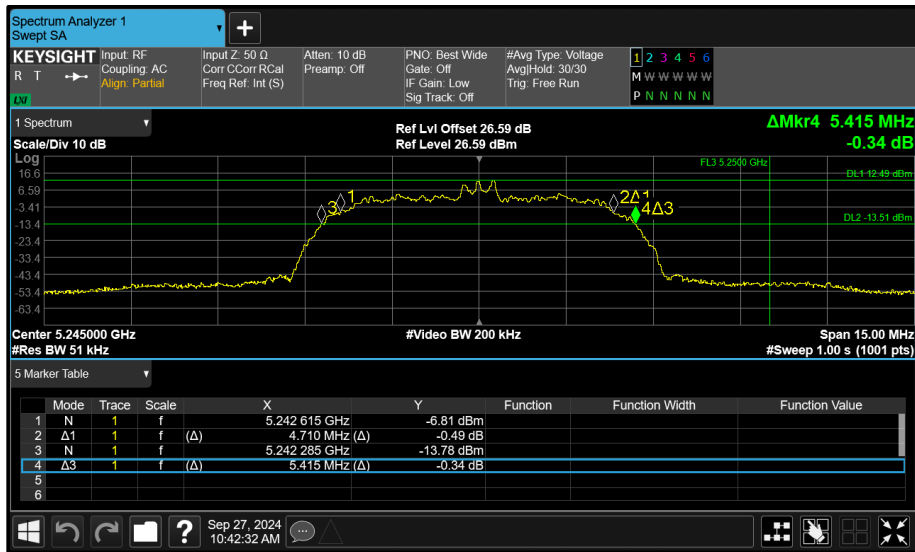 Spectrum Analyzer 1
Swept SA
+
KEYSIGHT
R T
LXI
Input: RF
Coupling: AC
Align: Partial
Input Z: 50 Ω
Corr CCorr RCal
Freq Ref: Int (S)
Atten: 10 dB
Preamp: Off
PNO: Best Wide
Gate: Off
IF Gain: Low
Sig Track: Off
#Avg Type: Voltage
Avg|Hold: 30/30
Trig: Free Run
1 2 3 4 5 6
M W W W W W
P N N N N N
1 Spectrum
Scale/Div 10 dB
Ref Lvl Offset 26.59 dB
Ref Level 26.59 dBm
ΔMkr4 5.415 MHz
-0.34 dB
Log
FL3 5.2500 GHz
DL1 12.49 dBm
16.6
6.59
-3.41
-13.4
-23.4
-33.4
-43.4
-53.4
-63.4
3
1
2Δ1
4Δ3
DL2 -13.51 dBm
Center 5.245000 GHz
#Video BW 200 kHz
Span 15.00 MHz
#Res BW 51 kHz
#Sweep 1.00 s (1001 pts)
5 Marker Table
Mode Trace Scale X Y Function Function Width Function Value
1 N 1 f 5.242 615 GHz -6.81 dBm
2 Δ1 1 f (Δ) 4.710 MHz (Δ) -0.49 dB
3 N 1 f 5.242 285 GHz -13.78 dBm
4 Δ3 1 f (Δ) 5.415 MHz (Δ) -0.34 dB
5
6
?
Sep 27, 2024
10:42:32 AM